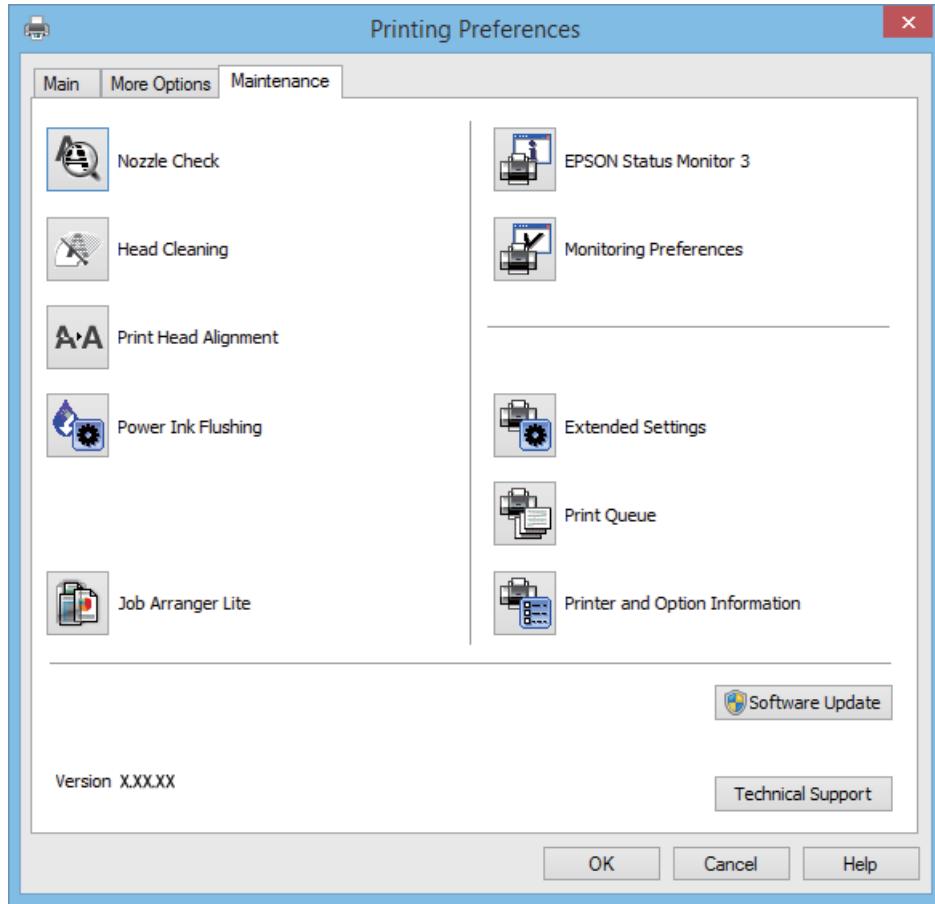 Printing Preferences
Main
More Options
Maintenance
Nozzle Check
Head Cleaning
Print Head Alignment
Power Ink Flushing
Job Arranger Lite
EPSON Status Monitor 3
Monitoring Preferences
Extended Settings
Print Queue
Printer and Option Information
Software Update
Version X.XX.XX
Technical Support
OK
Cancel
Help